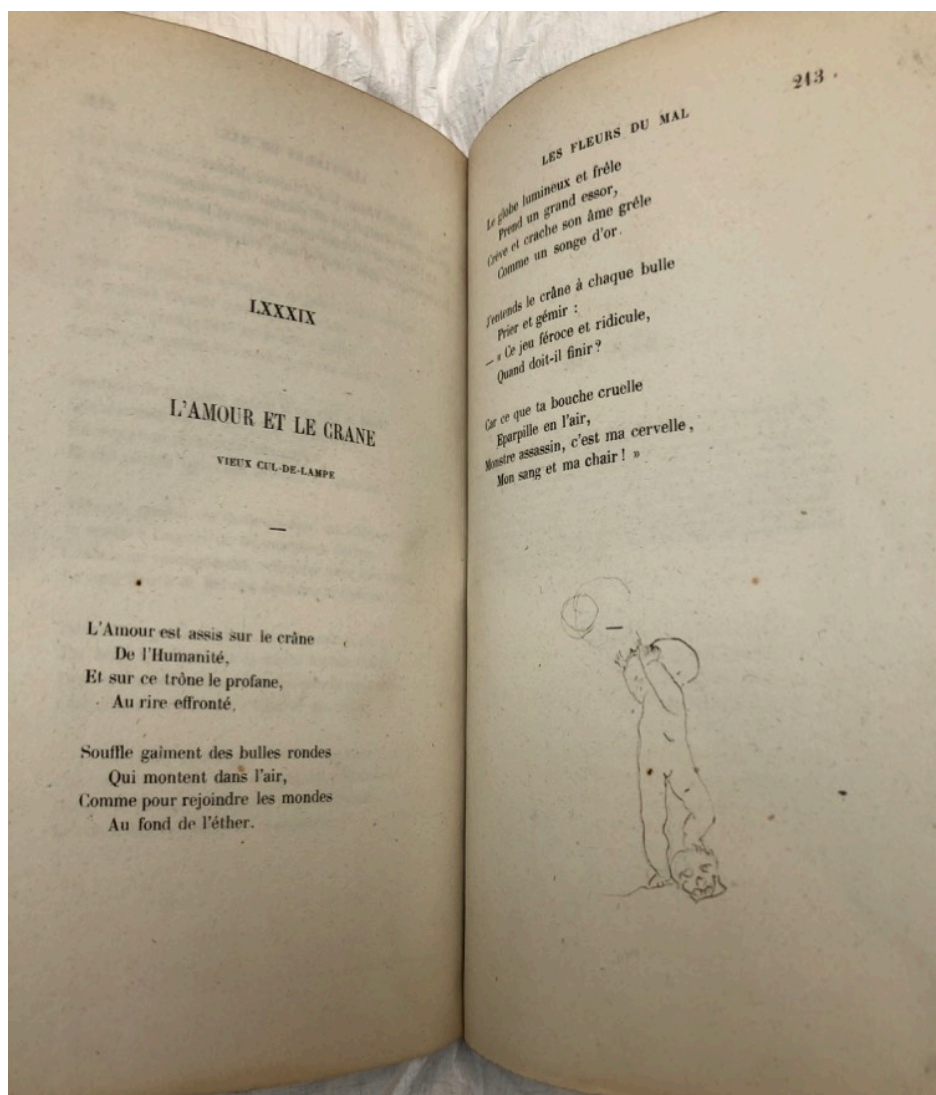 LXXXIX
L'AMOUR ET LE CRANE
VIEUX CUL-DE-LAMPE
L'Amour est assis sur le crâne
De l'Humanité,
Et sur ce trône le profane,
Au rire effronté,
Souffle gaiment des bulles rondes
Qui montent dans l'air,
Comme pour rejoindre les mondes
Au fond de l'éther.
213
LES FLEURS DU MAL
Le globe lumineux et frêle
Prend un grand essor,
Crève et crache son âme grêle
Comme un songe d'or.
J'entends le crâne à chaque bulle
Prier et gémir :
— « Ce jeu féroce et ridicule,
Quand doit-il finir ?
Car ce que ta bouche cruelle
Eparpille en l'air,
Monstre assassin, c'est ma cervelle,
Mon sang et ma chair ! »